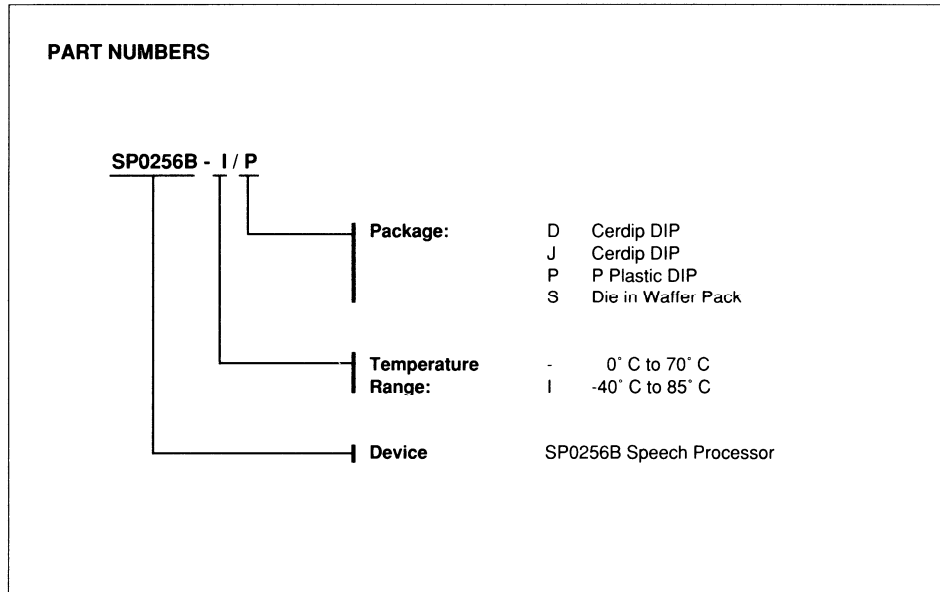 PART NUMBERS
SP0256B - I / P
Package: D Cerdip DIP
J Cerdip DIP
P P Plastic DIP
S Die in Waffer Pack
Temperature - 0° C to 70° C
Range: I -40° C to 85° C
Device SP0256B Speech Processor